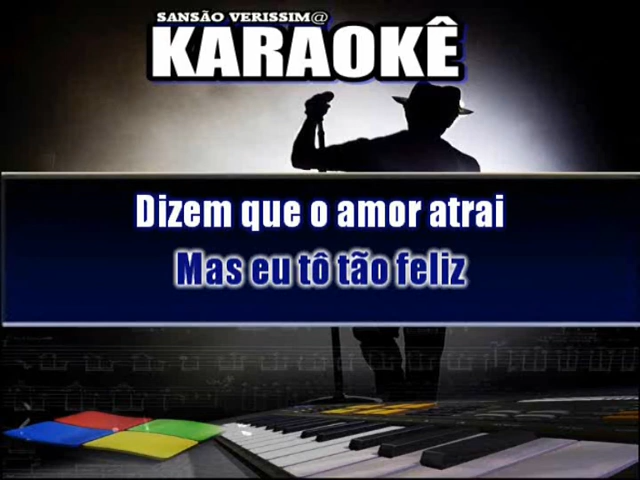 SANSÃO VERISSIM@
KARAOKÊ
Dizem que o amor atrai
Mas eu tô tão feliz